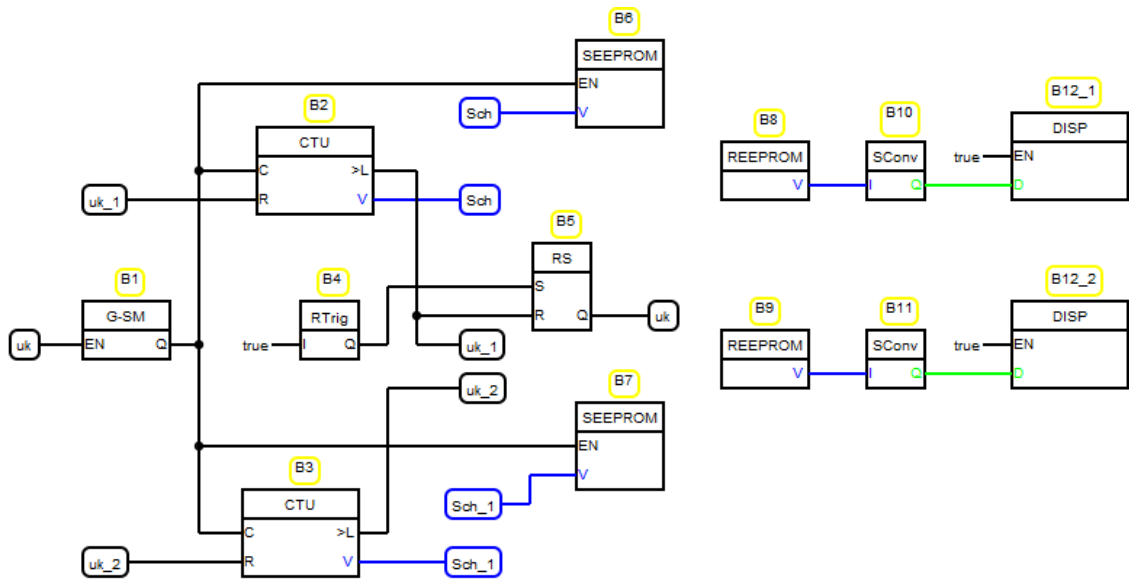 B6
SEEPROM
EN
V
Sch
B2
CTU
C
>L
R
V
uk_1
Sch
B8
REEPROM
V
B10
SConv
I
Q
B12_1
DISP
true
EN
D
B5
RS
S
R
Q
uk
B1
G-SM
EN
Q
uk
B4
RTrig
true
I
Q
uk_1
uk_2
B9
REEPROM
V
B11
SConv
I
Q
B12_2
DISP
true
EN
D
B7
SEEPROM
EN
V
Sch_1
B3
CTU
C
>L
R
V
uk_2
Sch_1